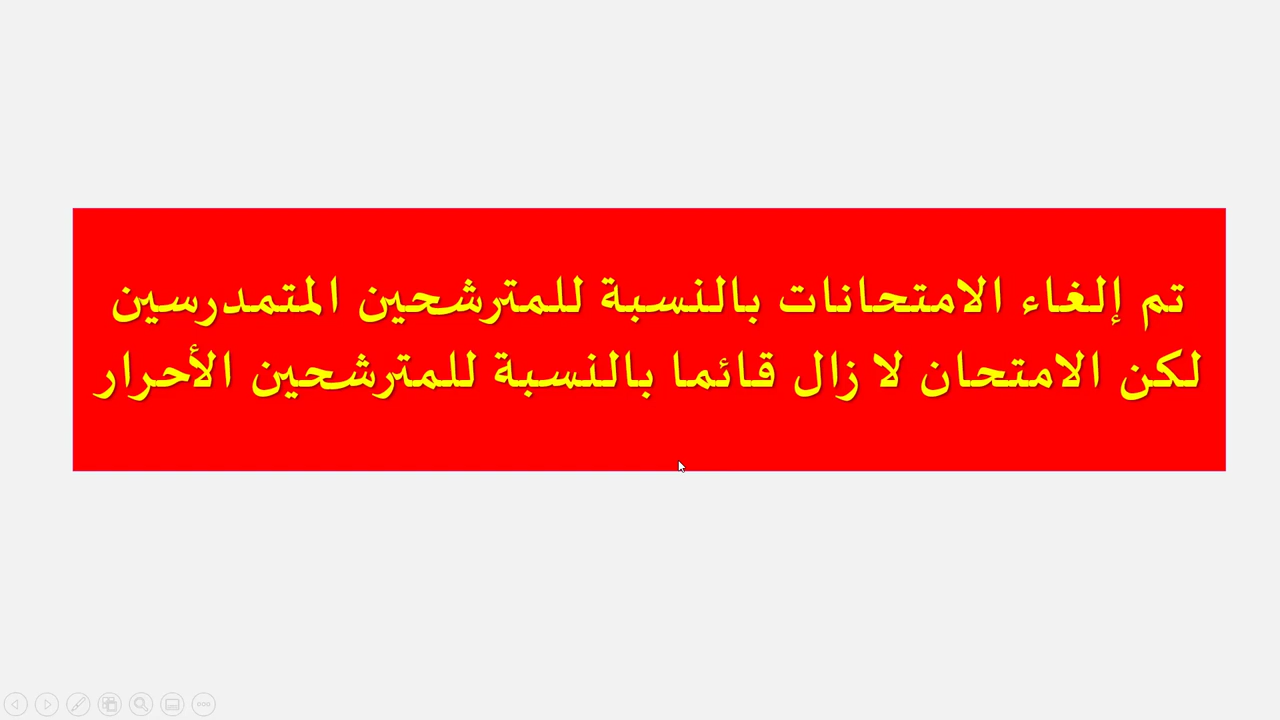 تم إلغاء الامتحانات بالنسبة للمترشحين المتمدرسين
لكن الامتحان لا زال قائما بالنسبة للمترشحين الأحرار